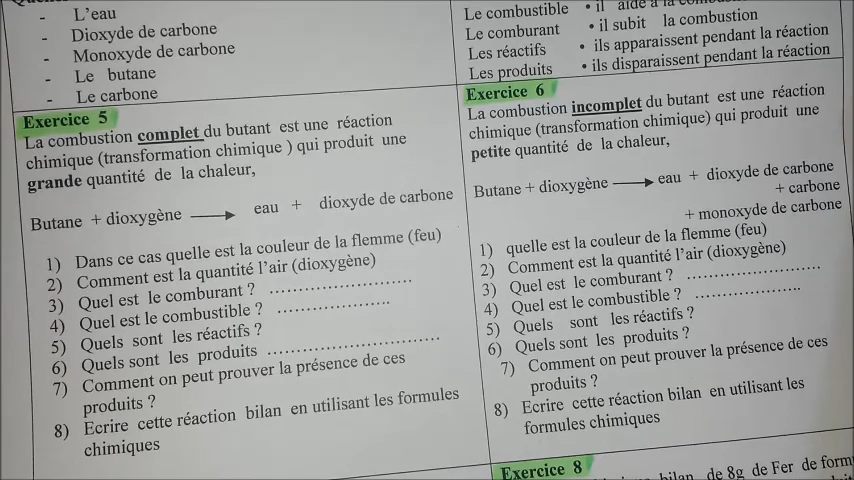 - L'eau
- Dioxyde de carbone
- Monoxyde de carbone
- Le butane
- Le carbone
Le combustible • il aide à la
Le comburant • il subit la combustion
Les réactifs • ils apparaissent pendant la réaction
Les produits • ils disparaissent pendant la réaction
Exercice 5
La combustion complet du butant est une réaction
chimique (transformation chimique ) qui produit une
grande quantité de la chaleur,
Butane + dioxygène ⟶ eau + dioxyde de carbone
1) Dans ce cas quelle est la couleur de la flemme (feu)
2) Comment est la quantité l'air (dioxygène)
3) Quel est le comburant ? ............................
4) Quel est le combustible ? ......................
5) Quels sont les réactifs ?
6) Quels sont les produits ..................................
7) Comment on peut prouver la présence de ces
produits ?
8) Ecrire cette réaction bilan en utilisant les formules
chimiques
Exercice 6
La combustion incomplet du butant est une réaction
chimique (transformation chimique) qui produit une
petite quantité de la chaleur,
Butane + dioxygène ⟶ eau + dioxyde de carbone
+ carbone
+ monoxyde de carbone
1) quelle est la couleur de la flemme (feu)
2) Comment est la quantité l'air (dioxygène)
3) Quel est le comburant ? ..........................
4) Quel est le combustible ? .....................
5) Quels sont les réactifs ?
6) Quels sont les produits ?
7) Comment on peut prouver la présence de ces
produits ?
8) Ecrire cette réaction bilan en utilisant les
formules chimiques
Exercice 8
bilan de 8g de Fer de